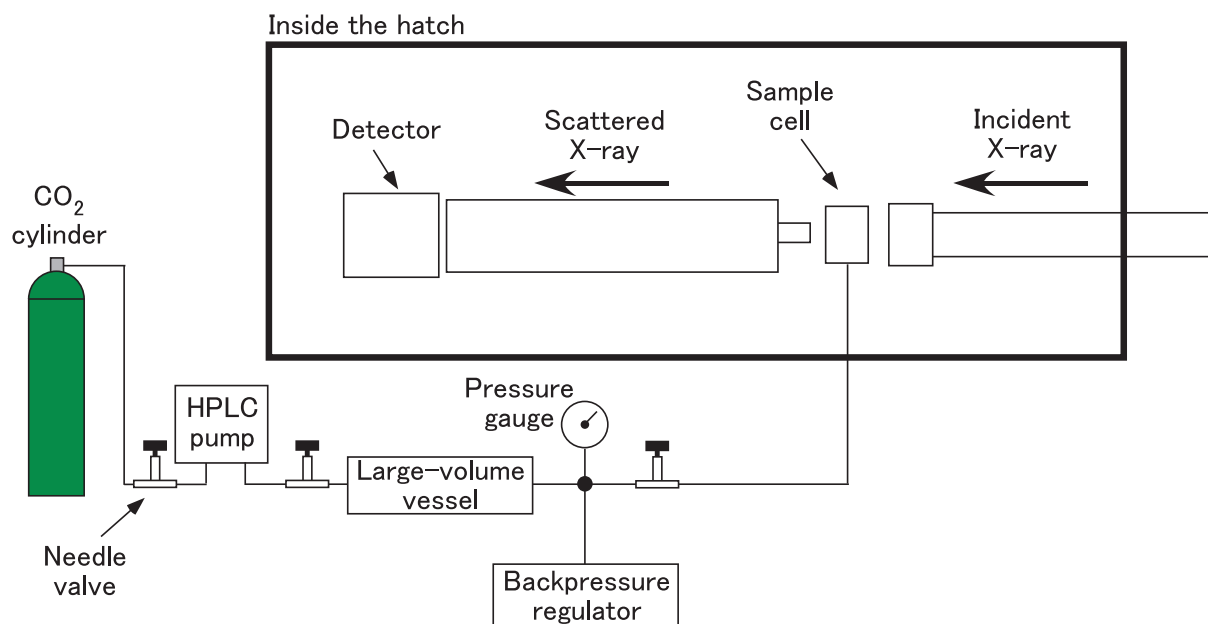 Inside the hatch
Detector
Scattered
X-ray
Sample
cell
Incident
X-ray
CO2
cylinder
HPLC
pump
Pressure
gauge
Large-volume
vessel
Needle
valve
Backpressure
regulator